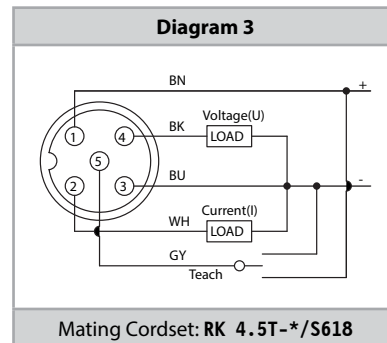 Diagram 3
BN
+
Voltage(U)
1
4
BK
LOAD
5
BU
-
2
3
Current(I)
WH
LOAD
GY
Teach
Mating Cordset: RK 4.5T-*/S618